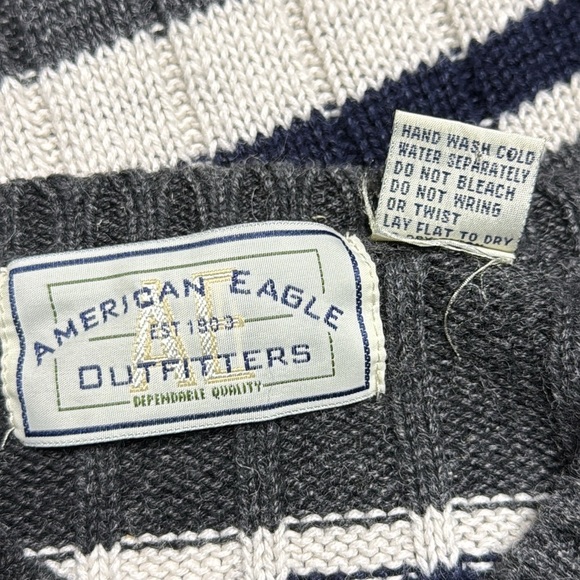 AMERICAN EAGLE
AE
EST 1903
OUTFITTERS
DEPENDABLE QUALITY
HAND WASH COLD
WATER SEPARATELY
DO NOT BLEACH
DO NOT WRING
OR TWIST
LAY FLAT TO DRY